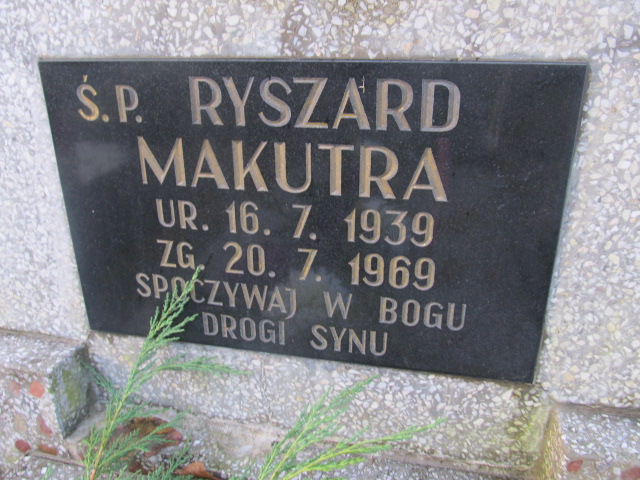 Ś.P. RYSZARD
MAKUTRA
UR. 16. 7. 1939
ZG. 20. 7. 1969
SPOCZYWAJ W BOGU
DROGI SYNU